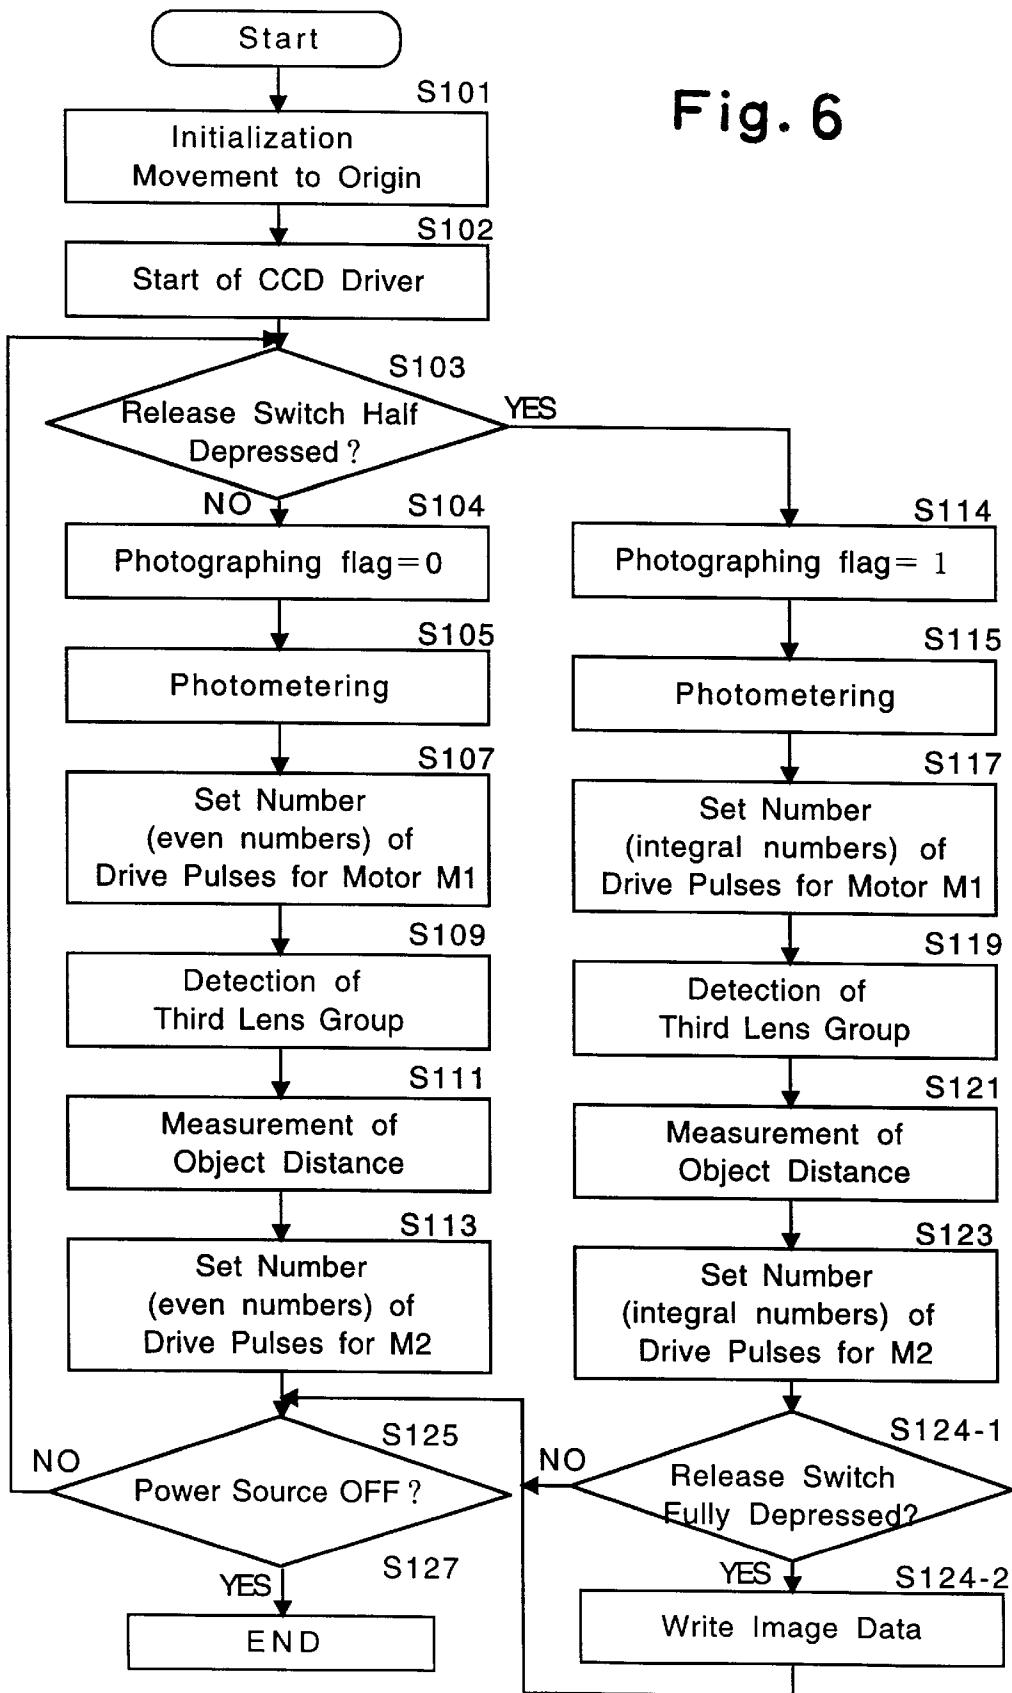 Start
Fig. 6
S101
Initialization
Movement to Origin
S102
Start of CCD Driver
S103
Release Switch Half
Depressed?
YES
NO
S104
Photographing flag=0
S105
Photometering
S107
Set Number
(even numbers) of
Drive Pulses for Motor M1
S109
Detection of
Third Lens Group
S111
Measurement of
Object Distance
S113
Set Number
(even numbers) of
Drive Pulses for M2
S114
Photographing flag= 1
S115
Photometering
S117
Set Number
(integral numbers) of
Drive Pulses for Motor M1
S119
Detection of
Third Lens Group
S121
Measurement of
Object Distance
S123
Set Number
(integral numbers) of
Drive Pulses for M2
S124-1
Release Switch
Fully Depressed?
NO
YES
S124-2
Write Image Data
S125
Power Source OFF?
NO
YES
S127
END